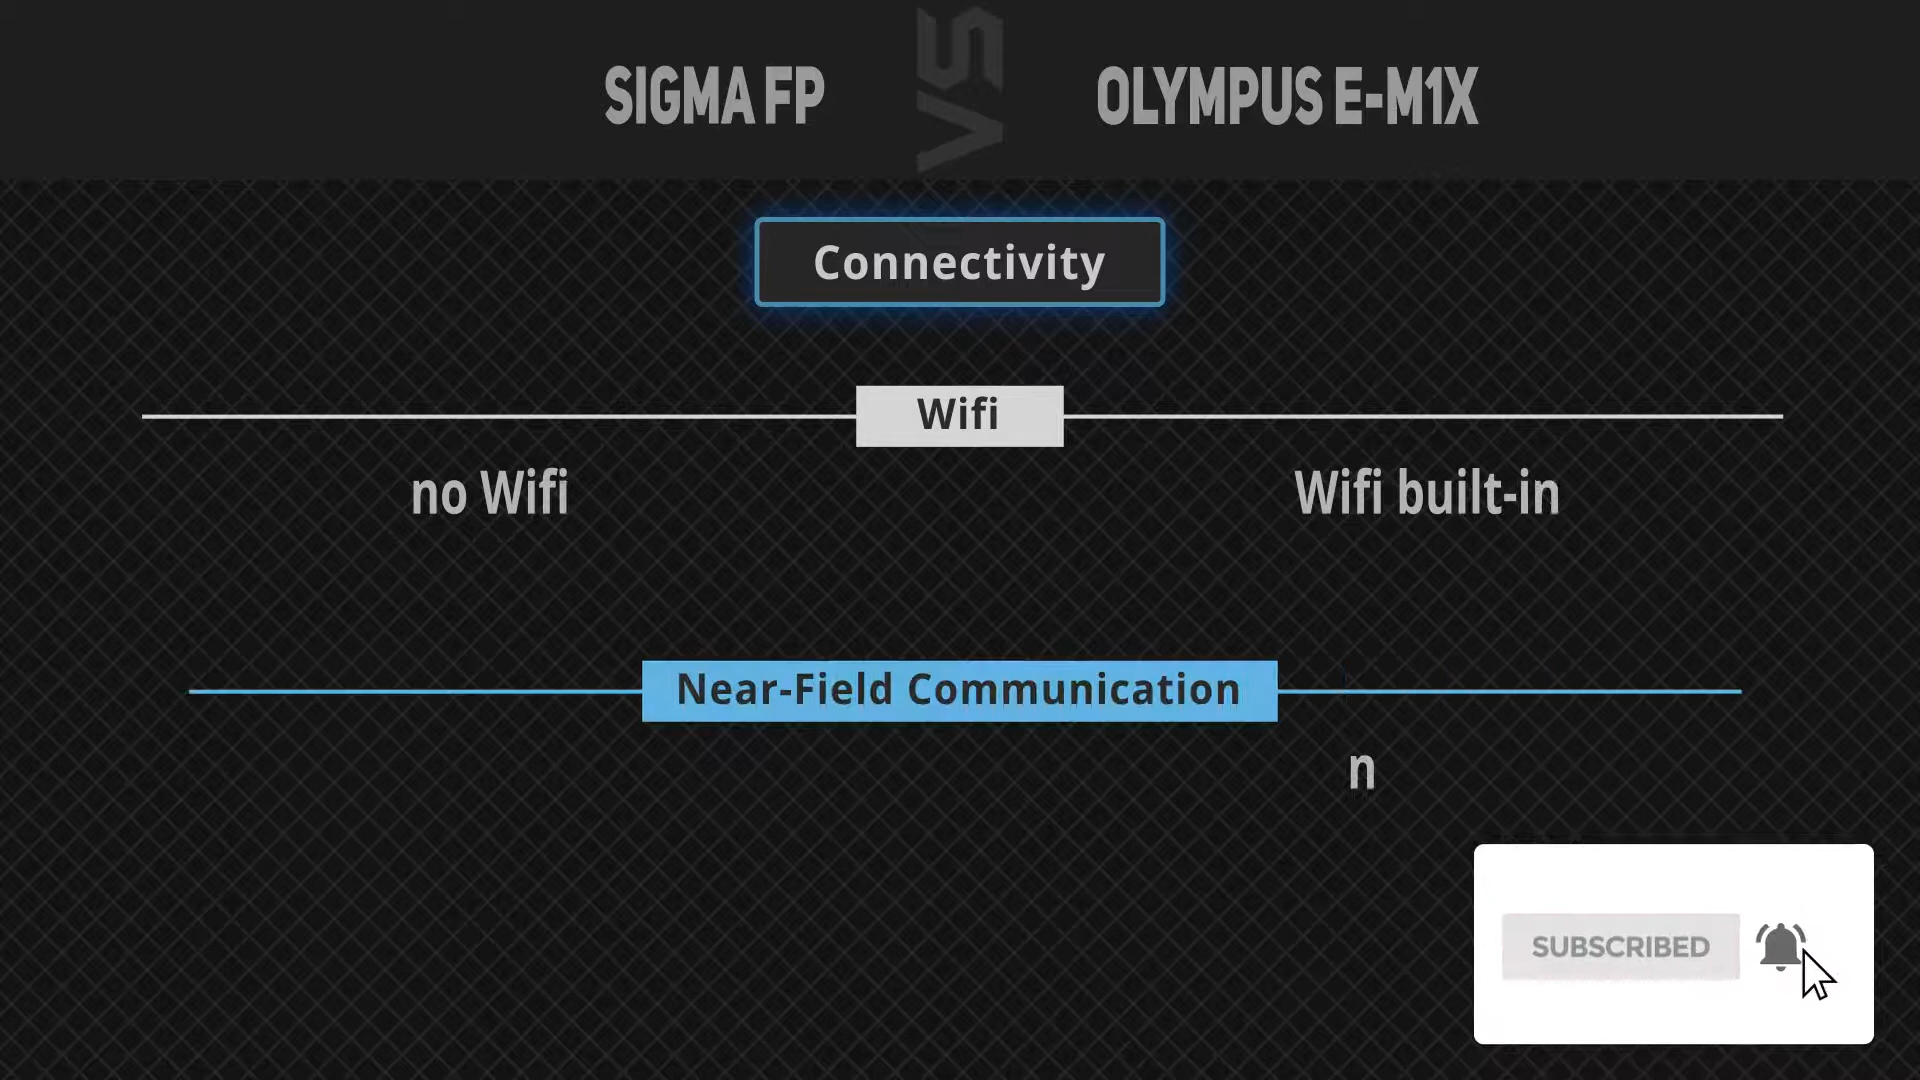 SIGMA FP
VS
OLYMPUS E-M1X
Connectivity
Wifi
no Wifi
Wifi built-in
Near-Field Communication
n
SUBSCRIBED